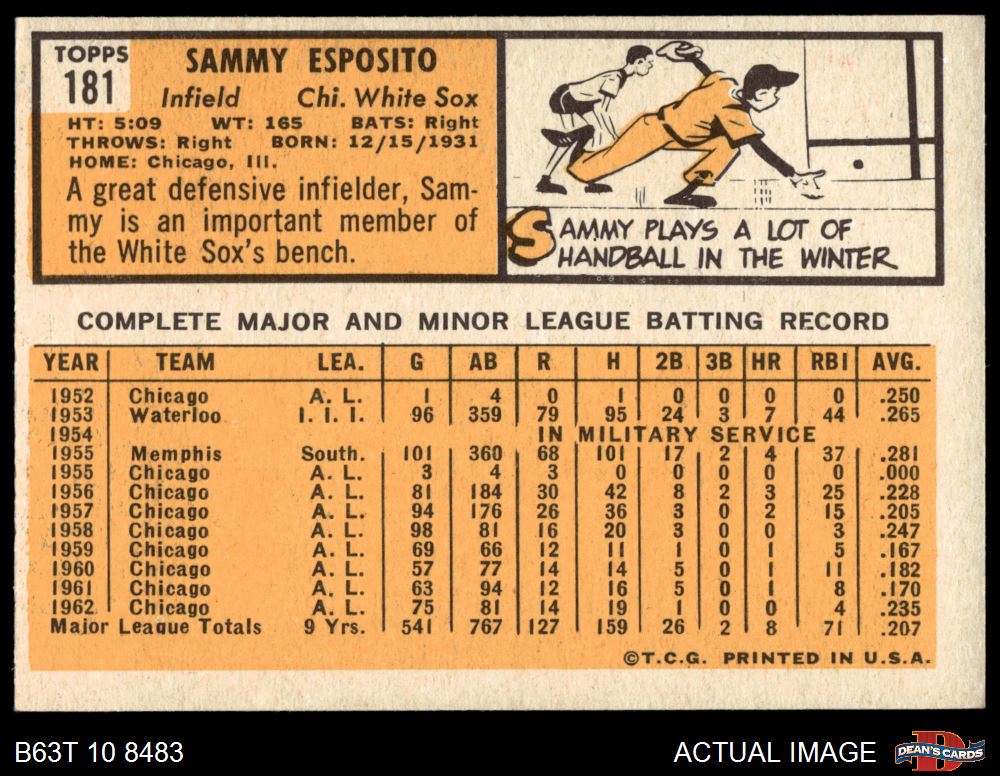 TOPPS
181
SAMMY ESPOSITO
Infield Chi. White Sox
HT: 5:09 WT: 165 BATS: Right
THROWS: Right BORN: 12/15/1931
HOME: Chicago, Ill.
A great defensive infielder, Sam-
my is an important member of
the White Sox's bench.
SAMMY PLAYS A LOT OF
HANDBALL IN THE WINTER
COMPLETE MAJOR AND MINOR LEAGUE BATTING RECORD
YEAR TEAM LEA. G AB R H 2B 3B HR RBI AVG.
1952 Chicago A. L. 1 4 0 1 0 0 0 0 .250
1953 Waterloo I. I. I. 96 359 79 95 24 3 7 44 .265
1954 IN MILITARY SERVICE
1955 Memphis South. 101 360 68 101 17 2 4 37 .281
1955 Chicago A. L. 3 4 3 0 0 0 0 0 .000
1956 Chicago A. L. 81 184 30 42 8 2 3 25 .228
1957 Chicago A. L. 94 176 26 36 3 0 2 15 .205
1958 Chicago A. L. 98 81 16 20 3 0 0 3 .247
1959 Chicago A. L. 69 66 12 11 1 0 1 5 .167
1960 Chicago A. L. 57 77 14 14 5 0 1 11 .182
1961 Chicago A. L. 63 94 12 16 5 0 1 8 .170
1962 Chicago A. L. 75 81 14 19 1 0 0 4 .235
Major League Totals 9 Yrs. 541 767 127 159 26 2 8 71 .207
©T.C.G. PRINTED IN U.S.A.
B63T 10 8483
ACTUAL IMAGE
DEAN'S CARDS